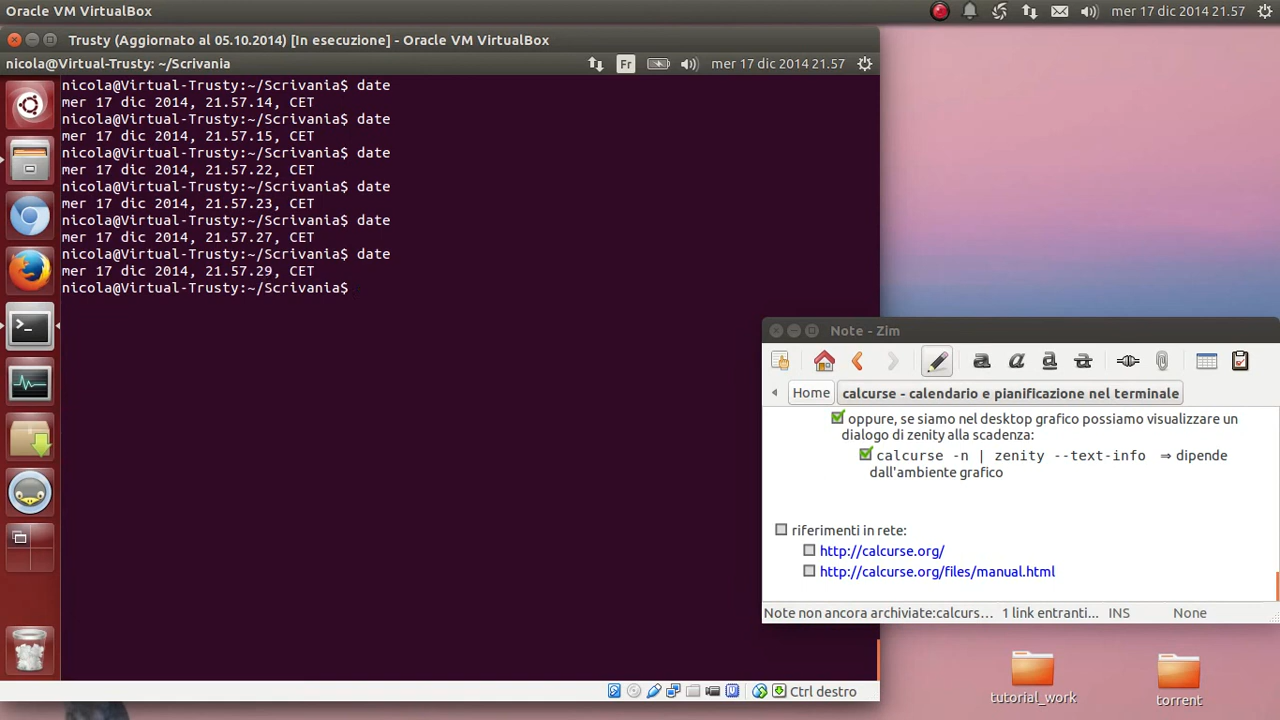 Oracle VM VirtualBox
mer 17 dic 2014 21.57
Trusty (Aggiornato al 05.10.2014) [In esecuzione] - Oracle VM VirtualBox
nicola@Virtual-Trusty: ~/Scrivania
Fr
mer 17 dic 2014 21.57
nicola@Virtual-Trusty:~/Scrivania$ date
mer 17 dic 2014, 21.57.14, CET
nicola@Virtual-Trusty:~/Scrivania$ date
mer 17 dic 2014, 21.57.15, CET
nicola@Virtual-Trusty:~/Scrivania$ date
mer 17 dic 2014, 21.57.22, CET
nicola@Virtual-Trusty:~/Scrivania$ date
mer 17 dic 2014, 21.57.23, CET
nicola@Virtual-Trusty:~/Scrivania$ date
mer 17 dic 2014, 21.57.27, CET
nicola@Virtual-Trusty:~/Scrivania$ date
mer 17 dic 2014, 21.57.29, CET
nicola@Virtual-Trusty:~/Scrivania$
Note - Zim
Home
calcurse - calendario e pianificazione nel terminale
oppure, se siamo nel desktop grafico possiamo visualizzare un
dialogo di zenity alla scadenza:
calcurse -n | zenity --text-info ⇒ dipende
dall'ambiente grafico
riferimenti in rete:
http://calcurse.org/
http://calcurse.org/files/manual.html
Note non ancora archiviate:calcurs…
1 link entranti...
INS
None
tutorial_work
torrent
Ctrl destro